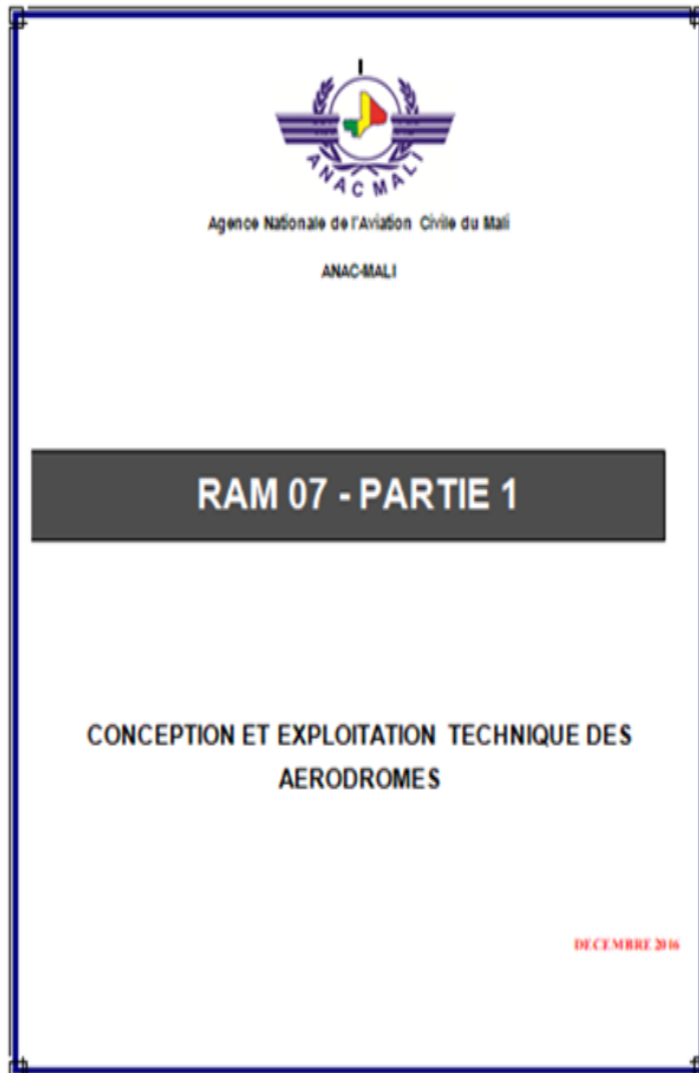 ANAC MALI
Agence Nationale de l'Aviation Civile du Mali
ANAC-MALI
RAM 07 - PARTIE 1
CONCEPTION ET EXPLOITATION TECHNIQUE DES
AERODROMES
DECEMBRE 2016